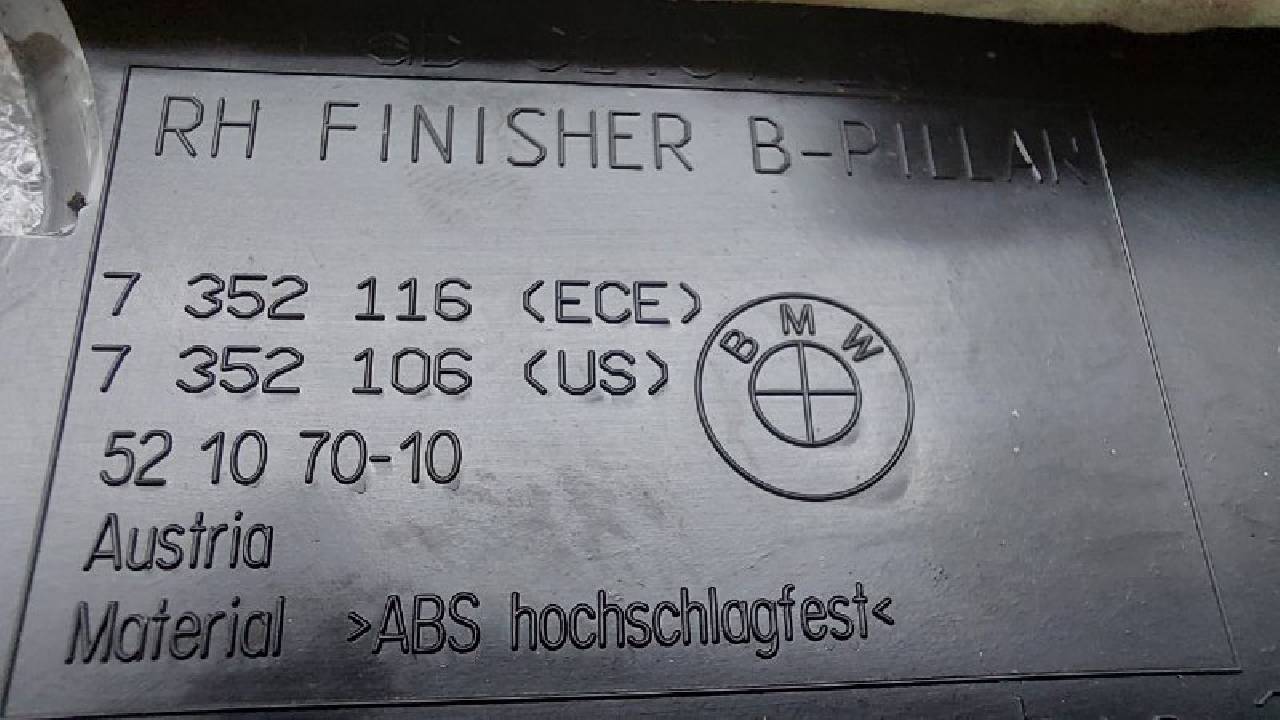 RH FINISHER B-PILLAR
7 352 116 (ECE)
7 352 106 (US)
BMW
52 10 70-10
Austria
Material >ABS hochschlagfest<